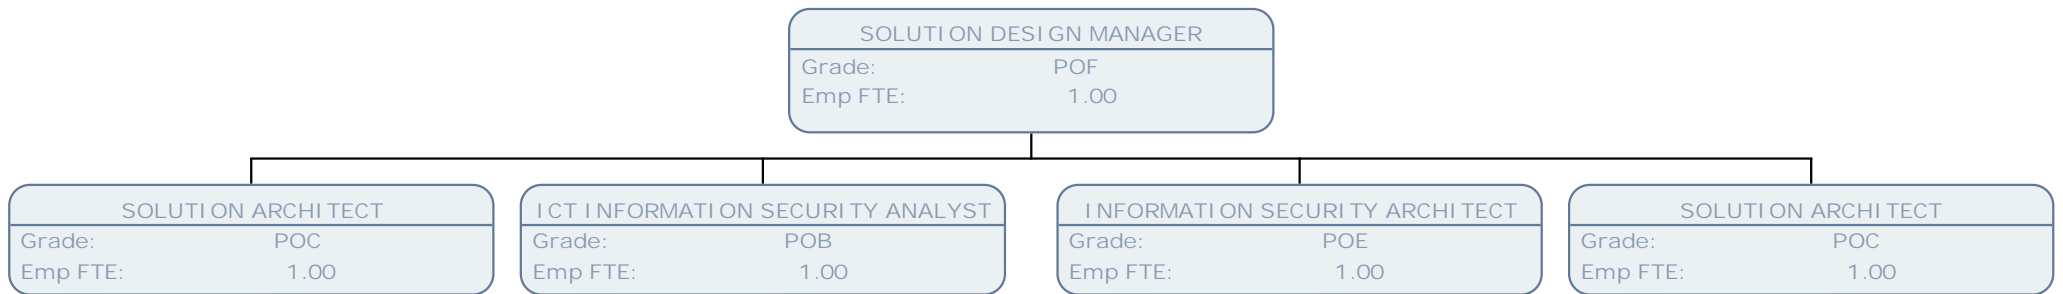 SOLUTION DESIGN MANAGER
Grade: POF
Emp FTE: 1.00
SOLUTION ARCHITECT
Grade: POC
Emp FTE: 1.00
ICT INFORMATION SECURITY ANALYST
Grade: POB
Emp FTE: 1.00
INFORMATION SECURITY ARCHITECT
Grade: POE
Emp FTE: 1.00
SOLUTION ARCHITECT
Grade: POC
Emp FTE: 1.00